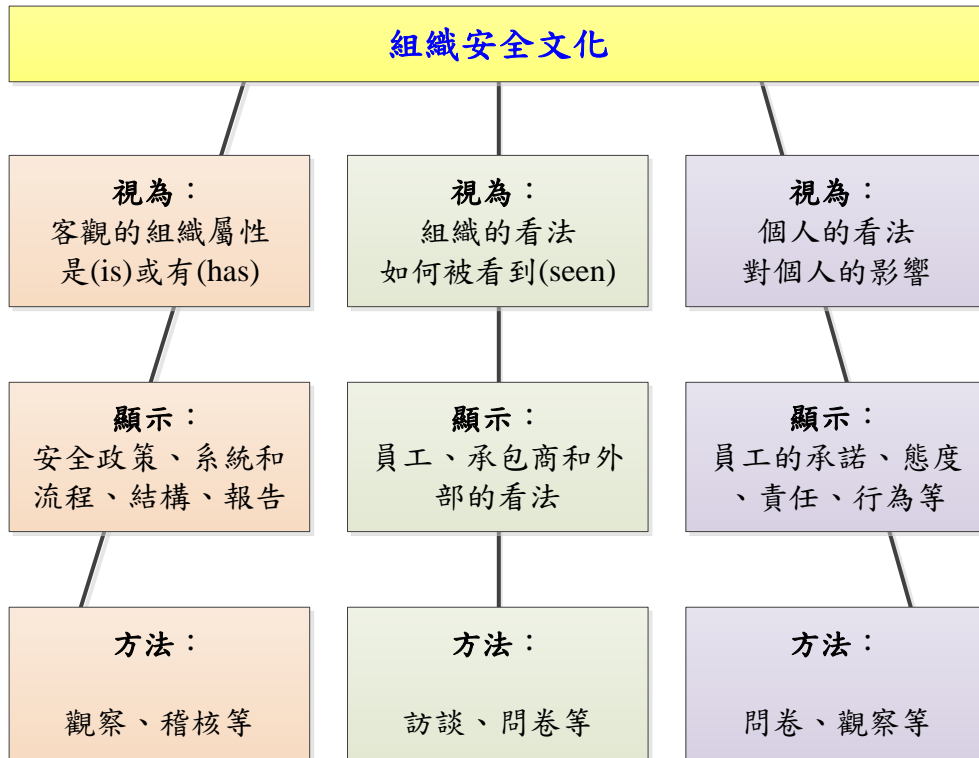 組織安全文化
視為：
客觀的組織屬性
是(is)或有(has)
視為：
組織的看法
如何被看到(seen)
視為：
個人的看法
對個人的影響
顯示：
安全政策、系統和
流程、結構、報告
顯示：
員工、承包商和外
部的看法
顯示：
員工的承諾、態度
、責任、行為等
方法：
觀察、稽核等
方法：
訪談、問卷等
方法：
問卷、觀察等